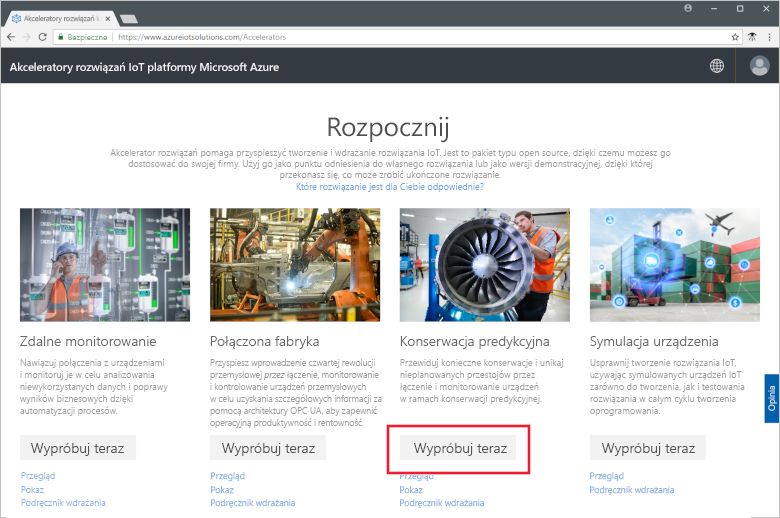 Akceleratory rozwiązań Io
Bezpieczne
https://www.azureiotsolutions.com/Accelerators
Akceleratory rozwiązań IoT platformy Microsoft Azure
Rozpocznij
Akcelerator rozwiązań pomaga przyspieszyć tworzenie i wdrażanie rozwiązania IoT. Jest to pakiet typu open source, dzięki czemu możesz go
dostosować do swojej firmy. Użyj go jako punktu odniesienia do własnego rozwiązania lub jako wersji demonstracyjnej, dzięki której
przekonasz się, co może zrobić ukończone rozwiązanie.
Które rozwiązanie jest dla Ciebie odpowiednie?
Zdalne monitorowanie
Nawiązuj połączenia z urządzeniami
i monitoruj je w celu analizowania
niewykorzystanych danych i poprawy
wyników biznesowych dzięki
automatyzacji procesów.
Wypróbuj teraz
Przegląd
Pokaz
Podręcznik wdrażania
Połączona fabryka
Przyspiesz wprowadzenie czwartej rewolucji
przemysłowej przez łączenie, monitorowanie
i kontrolowanie urządzeń przemysłowych
w celu uzyskania szczegółowych informacji za
pomocą architektury OPC UA, aby zapewnić
operacyjną produktywność i rentowność.
Wypróbuj teraz
Przegląd
Pokaz
Podręcznik wdrażania
Konserwacja predykcyjna
Przewiduj konieczne konserwacje i unikaj
nieplanowanych przestojów przez
łączenie i monitorowanie urządzeń
w ramach konserwacji predykcyjnej.
Wypróbuj teraz
Przegląd
Pokaz
Podręcznik wdrażania
Symulacja urządzenia
Usprawnij tworzenie rozwiązania IoT,
używając symulowanych urządzeń IoT
zarówno do tworzenia, jak i testowania
rozwiązania w całym cyklu tworzenia
oprogramowania.
Wypróbuj teraz
Przegląd
Podręcznik wdrażania
Opinia